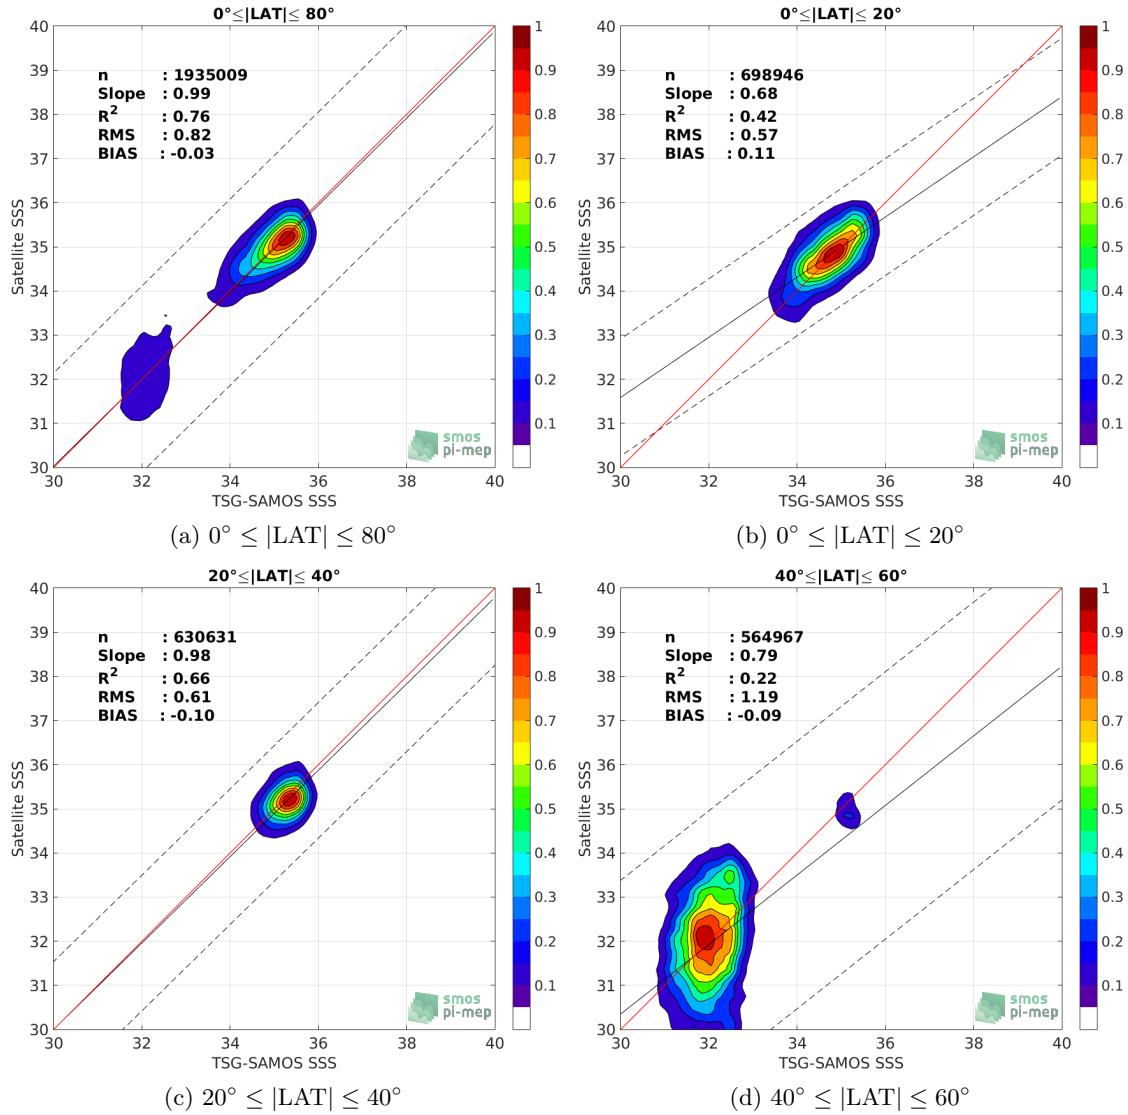 0°≤|LAT|≤ 80°
n : 1935009
Slope : 0.99
R2 : 0.76
RMS : 0.82
BIAS : -0.03
Satellite SSS
40
39
38
37
36
35
34
33
32
31
30
30 32 34 36 38 40
TSG-SAMOS SSS
smos
pi-mep
1
0.9
0.8
0.7
0.6
0.5
0.4
0.3
0.2
0.1
(a) 0° ≤ |LAT| ≤ 80°
0°≤|LAT|≤ 20°
n : 698946
Slope : 0.68
R2 : 0.42
RMS : 0.57
BIAS : 0.11
Satellite SSS
40
39
38
37
36
35
34
33
32
31
30
30 32 34 36 38 40
TSG-SAMOS SSS
smos
pi-mep
1
0.9
0.8
0.7
0.6
0.5
0.4
0.3
0.2
0.1
(b) 0° ≤ |LAT| ≤ 20°
20°≤|LAT|≤ 40°
n : 630631
Slope : 0.98
R2 : 0.66
RMS : 0.61
BIAS : -0.10
Satellite SSS
40
39
38
37
36
35
34
33
32
31
30
30 32 34 36 38 40
TSG-SAMOS SSS
smos
pi-mep
1
0.9
0.8
0.7
0.6
0.5
0.4
0.3
0.2
0.1
(c) 20° ≤ |LAT| ≤ 40°
40°≤|LAT|≤ 60°
n : 564967
Slope : 0.79
R2 : 0.22
RMS : 1.19
BIAS : -0.09
Satellite SSS
40
39
38
37
36
35
34
33
32
31
30
30 32 34 36 38 40
TSG-SAMOS SSS
smos
pi-mep
1
0.9
0.8
0.7
0.6
0.5
0.4
0.3
0.2
0.1
(d) 40° ≤ |LAT| ≤ 60°